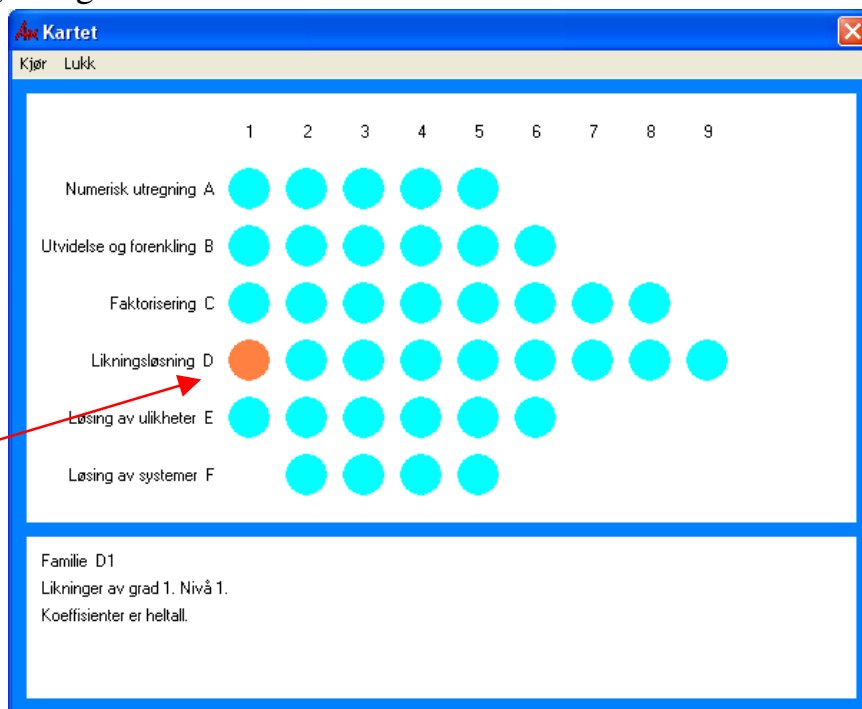 Kartet
Kjør Lukk
1 2 3 4 5 6 7 8 9
Numerisk utregning A
Utvidelse og forenkling B
Faktorisering C
Likningsløsning D
Løsing av ulikheter E
Løsing av systemer F
Familie D1
Likninger av grad 1. Nivå 1.
Koeffisienter er heltall.